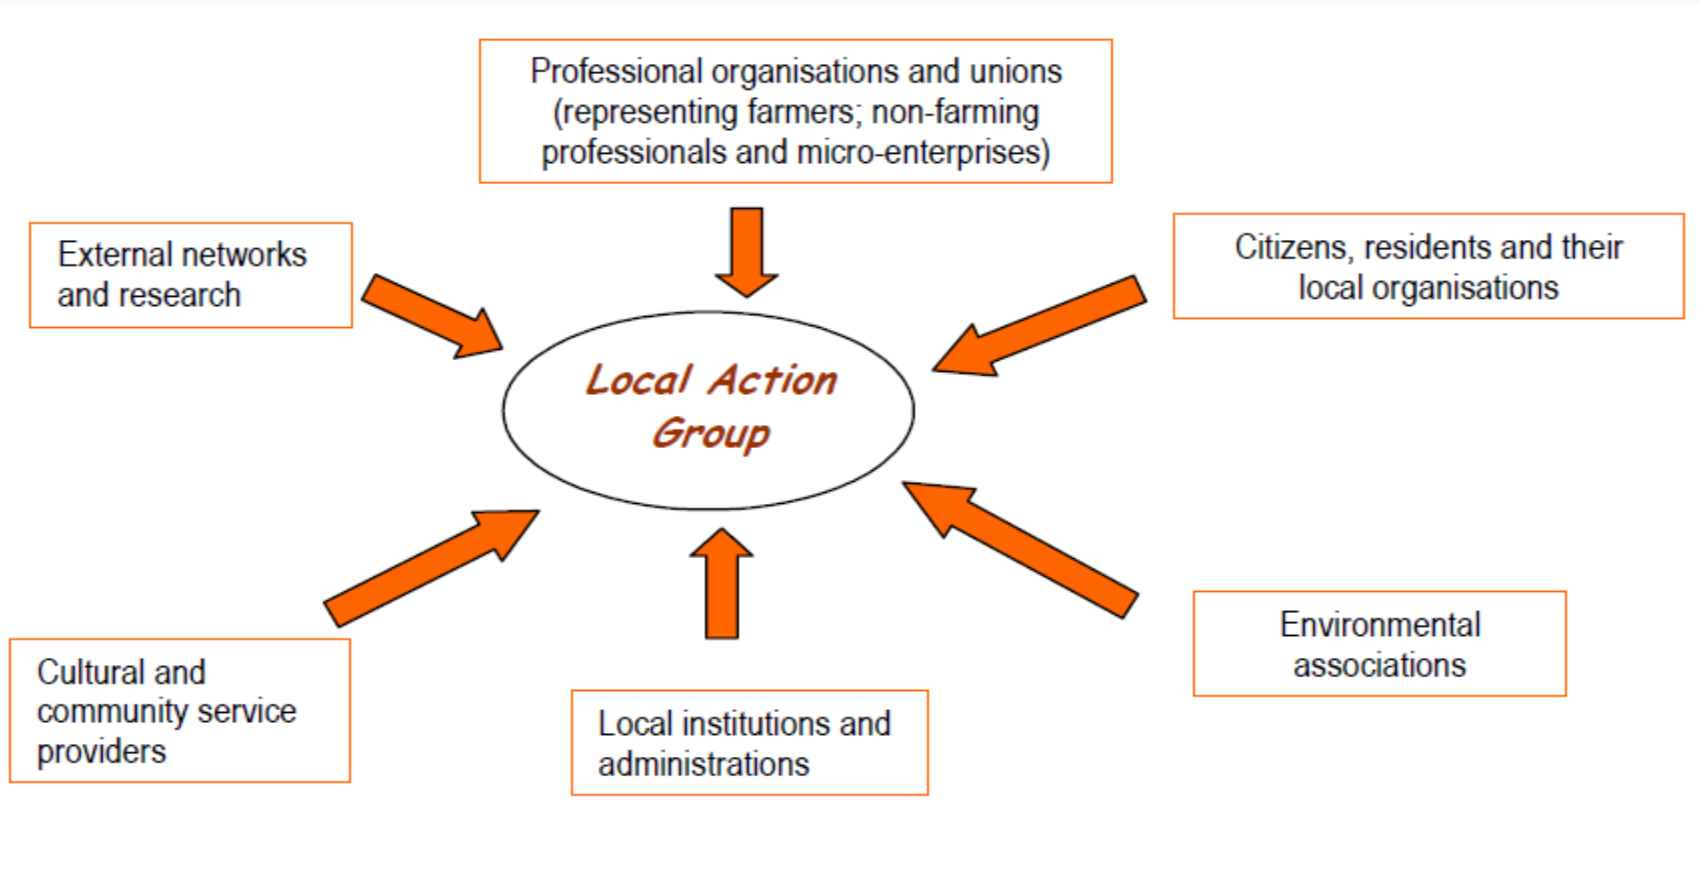 Professional organisations and unions
(representing farmers; non-farming
professionals and micro-enterprises)
External networks
and research
Citizens, residents and their
local organisations
Local Action
Group
Cultural and
community service
providers
Local institutions and
administrations
Environmental
associations